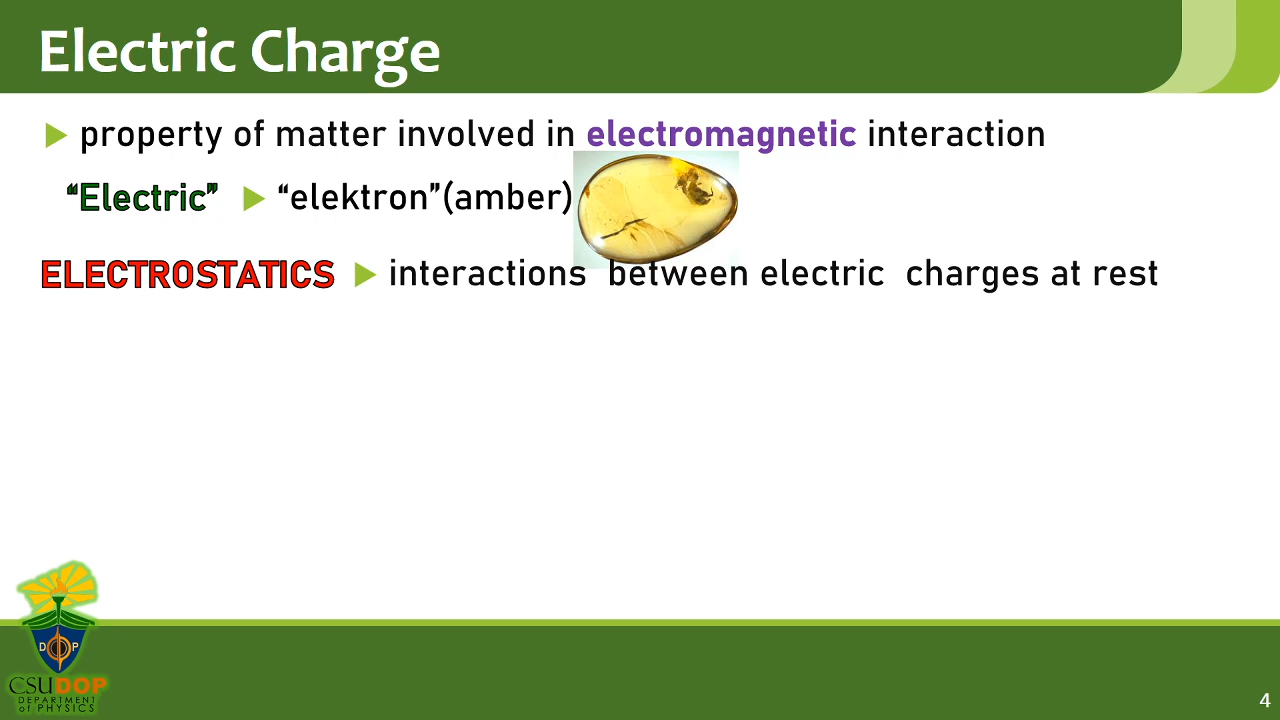 Electric Charge
property of matter involved in electromagnetic interaction
“Electric” “elektron”(amber)
ELECTROSTATICS interactions between electric charges at rest
D P
CSUDOP
DEPARTMENT
of PHYSICS
4